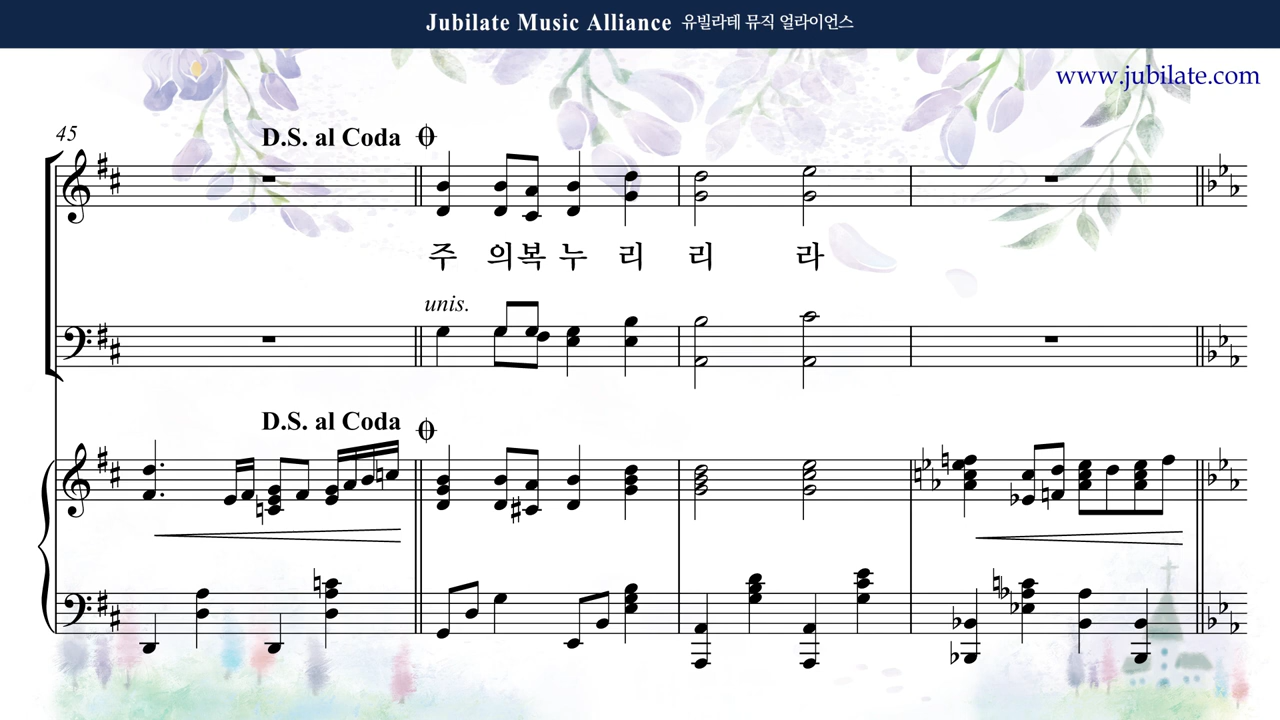 Jubilate Music Alliance 유빌라테 뮤직 얼라이언스
www.jubilate.com
45
D.S. al Coda
주 의 복 누 리 리 라
unis.
D.S. al Coda